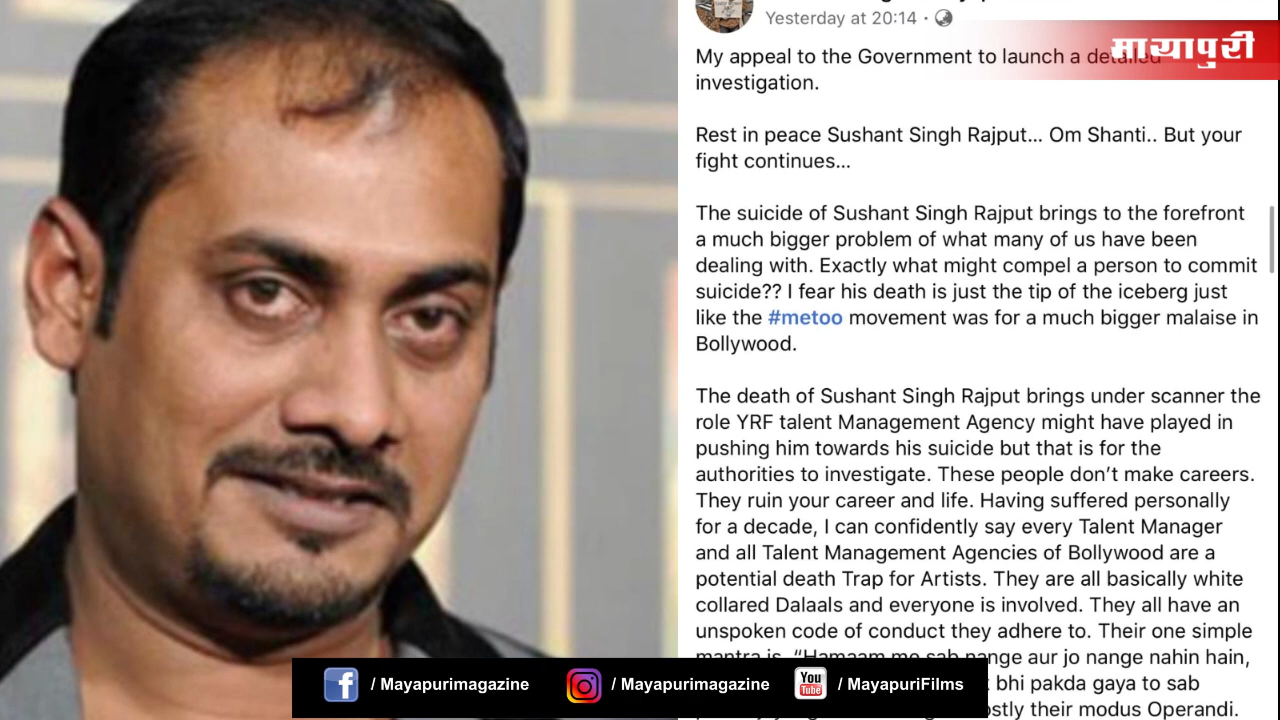 Yesterday at 20:14 ·
मायापुरी
My appeal to the Government to launch a detailed
investigation.
Rest in peace Sushant Singh Rajput... Om Shanti.. But your
fight continues...
The suicide of Sushant Singh Rajput brings to the forefront
a much bigger problem of what many of us have been
dealing with. Exactly what might compel a person to commit
suicide?? I fear his death is just the tip of the iceberg just
like the #metoo movement was for a much bigger malaise in
Bollywood.
The death of Sushant Singh Rajput brings under scanner the
role YRF talent Management Agency might have played in
pushing him towards his suicide but that is for the
authorities to investigate. These people don’t make careers.
They ruin your career and life. Having suffered personally
for a decade, I can confidently say every Talent Manager
and all Talent Management Agencies of Bollywood are a
potential death Trap for Artists. They are all basically white
collared Dalaals and everyone is involved. They all have an
unspoken code of conduct they adhere to. Their one simple
mantra is, “Hamaam me sab nange aur jo nange nahin hain,
bhi pakda gaya to sab
mostly their modus Operandi.
/ Mayapurimagazine
/ Mayapurimagazine
You Tube
/ MayapuriFilms